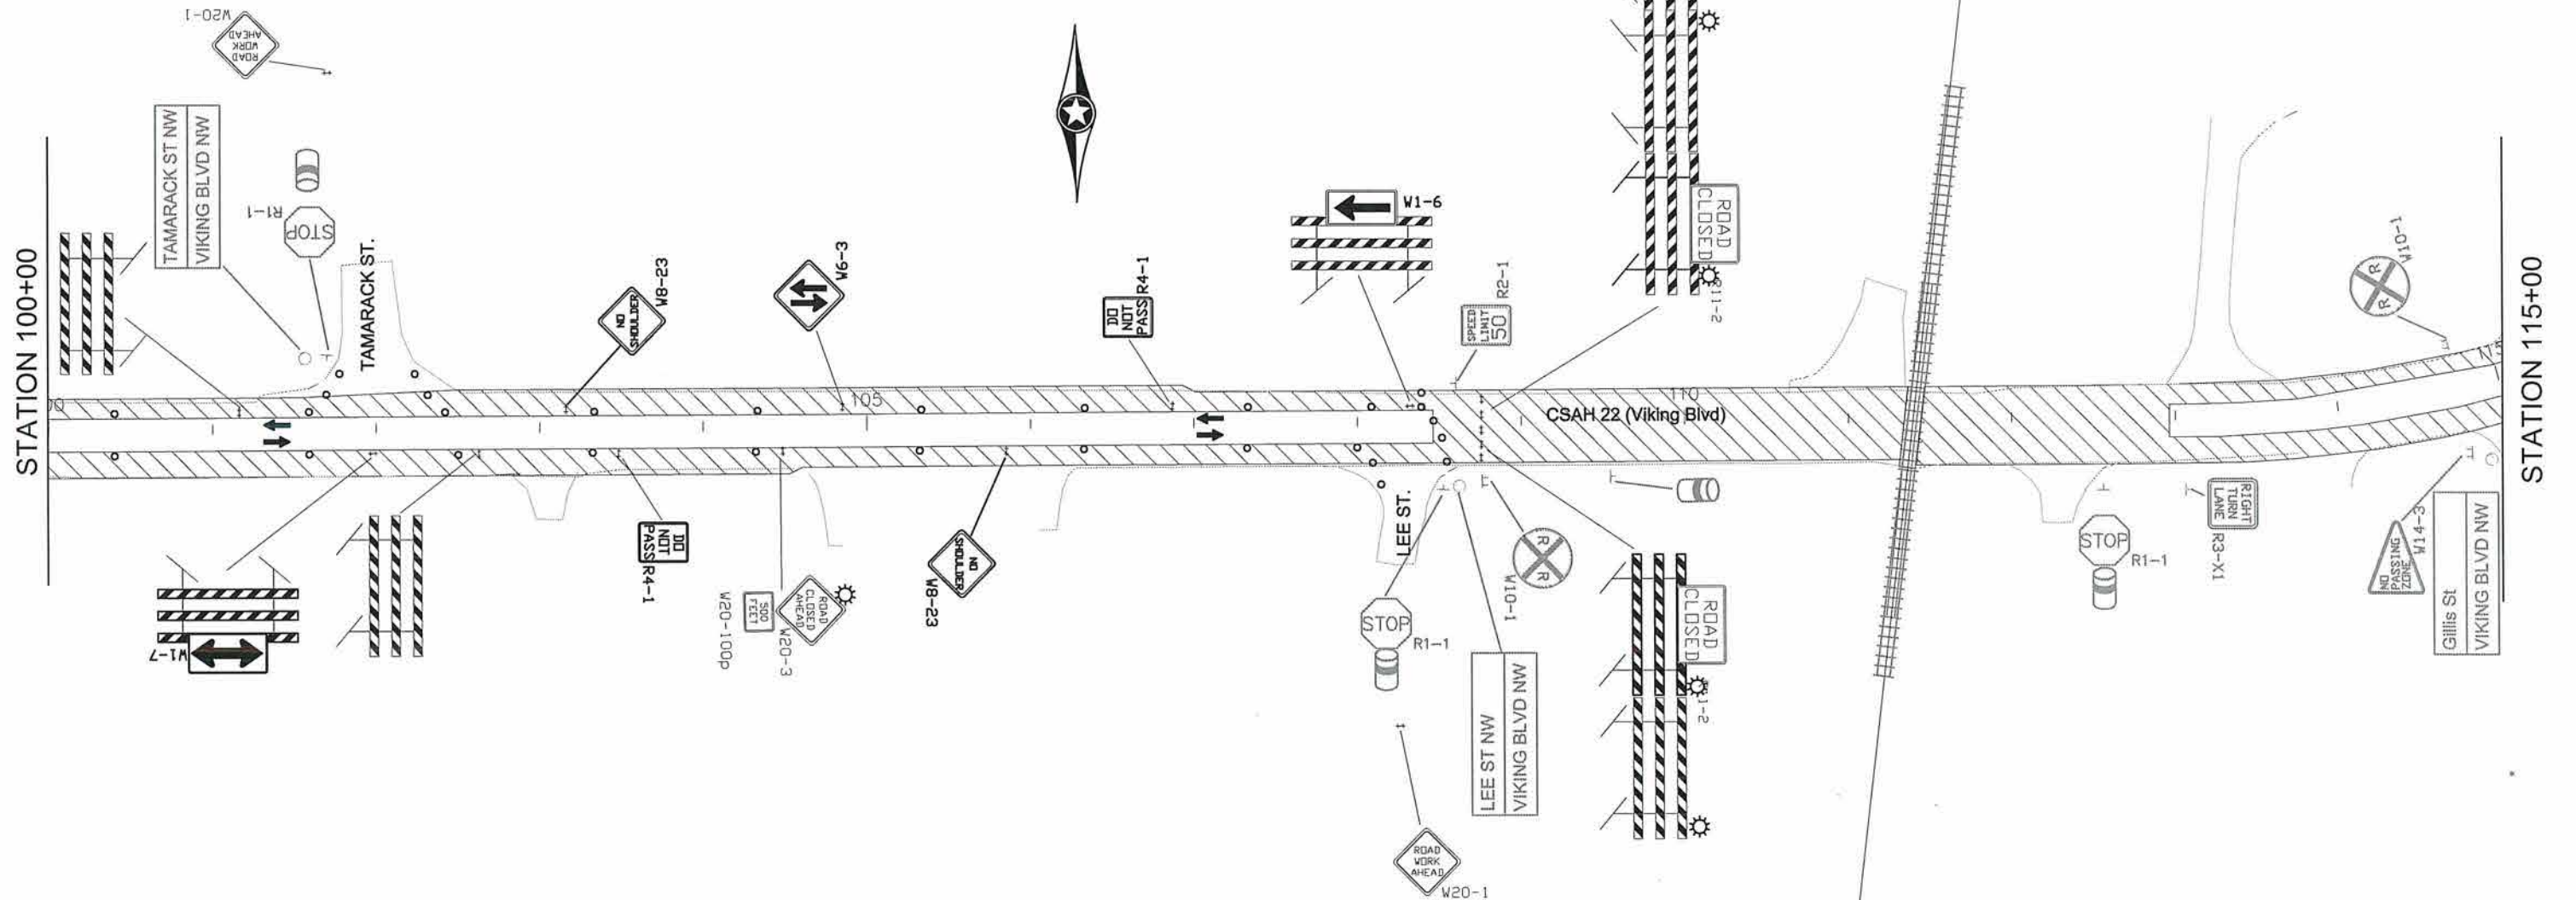 W20-1
ROAD
WORK
AHEAD
TAMARACK ST NW
VIKING BLVD NW
STATION 100+00
R1-1
STOP
TAMARACK ST.
NO
SHOULDER
W8-23
W6-3
DO
NOT
PASS
R4-1
W1-6
SPEED
LIMIT
50
R2-1
ROAD
CLOSED
W10-1
R R
STATION 115+00
105
110
CSAH 22 (Viking Blvd)
W1-7
DO
NOT
PASS
R4-1
W20-100p
500
FEET
ROAD
CLOSED
AHEAD
W20-3
NO
SHOULDER
W8-23
LEE ST.
STOP
R1-1
R R
W10-1
LEE ST NW
VIKING BLVD NW
ROAD
CLOSED
ROAD
WORK
AHEAD
W20-1
STOP
R1-1
RIGHT
TURN
LANE
R3-X1
NO
PASSING
ZONE
W14-3
Gillis St
VIKING BLVD NW